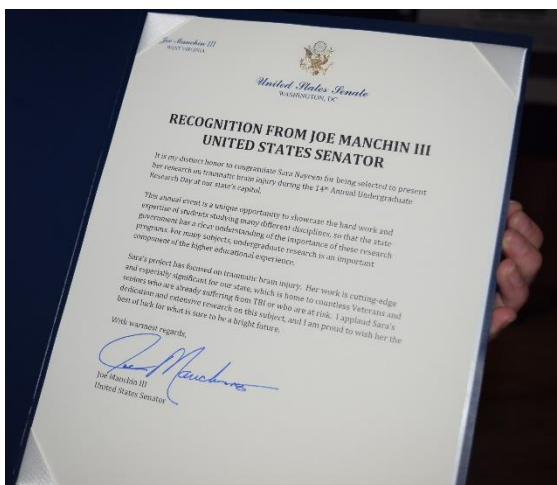 Joe Manchin III
WEST VIRGINIA
United States Senate
WASHINGTON, DC
RECOGNITION FROM JOE MANCHIN III
UNITED STATES SENATOR
It is my distinct honor to congratulate Sara Nayeem for being selected to present
her research on traumatic brain injury during the 14th Annual Undergraduate
Research Day at our state's capitol.
This annual event is a unique opportunity to showcase the hard work and
expertise of students studying many different disciplines, so that the state
government has a clear understanding of the importance of these research
programs. For many subjects, undergraduate research is an important
component of the higher educational experience.
Sara's project has focused on traumatic brain injury. Her work is cutting-edge
and especially significant for our state, which is home to countless Veterans and
seniors who are already suffering from TBI or who are at risk. I applaud Sara's
dedication and extensive research on this subject, and I am proud to wish her the
best of luck for what is sure to be a bright future.
With warmest regards,
Joe Manchin
Joe Manchin III
United States Senator